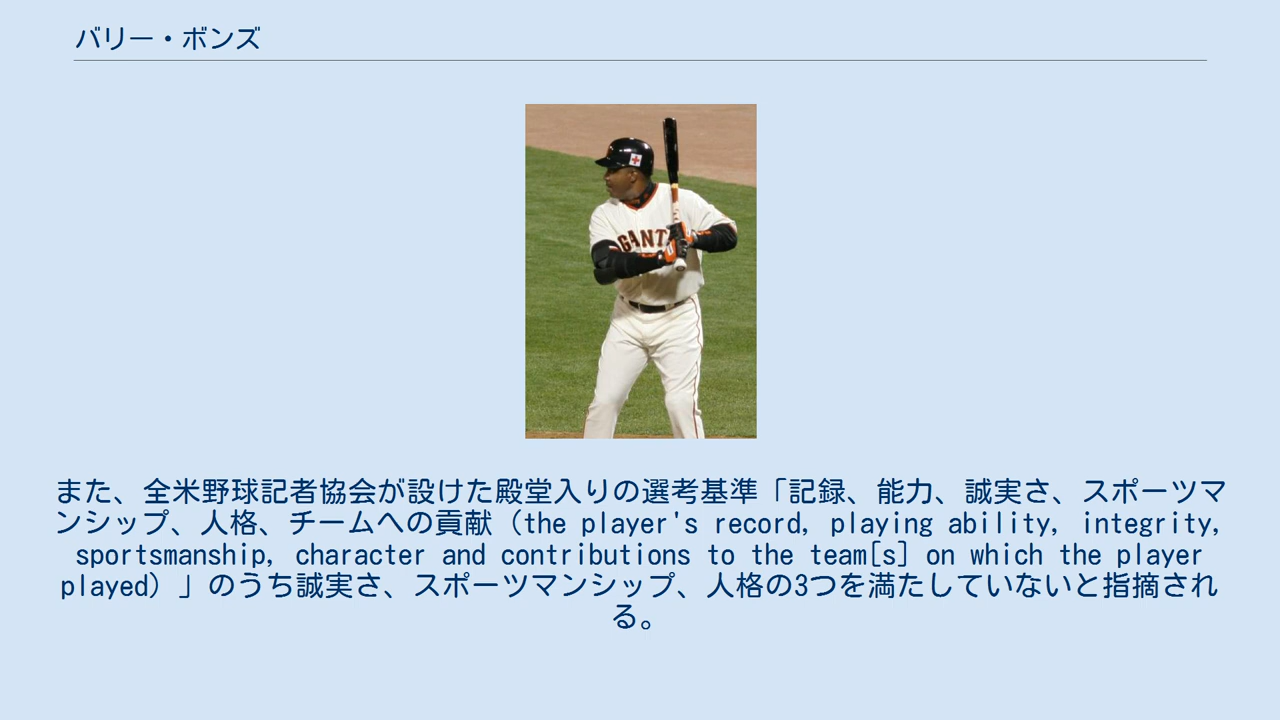 バリー・ボンズ
GANT
また、全米野球記者協会が設けた殿堂入りの選考基準「記録、能力、誠実さ、スポーツマ
ンシップ、人格、チームへの貢献（the player's record, playing ability, integrity,
sportsmanship, character and contributions to the team[s] on which the player
played）」のうち誠実さ、スポーツマンシップ、人格の3つを満たしていないと指摘され
る。